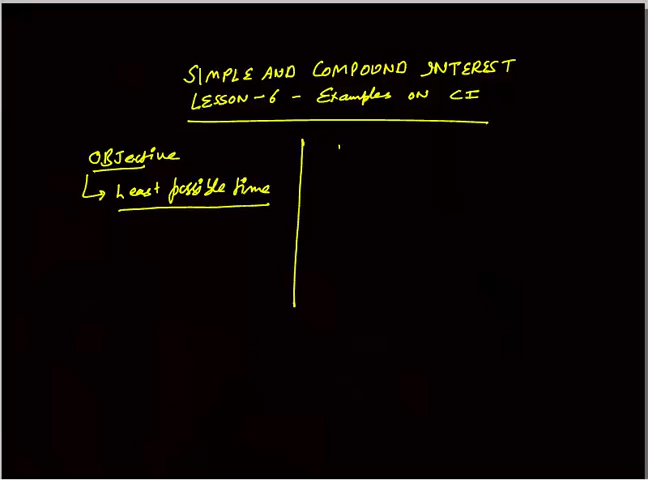 SIMPLE AND COMPOUND INTEREST
LESSON-6 - Examples ON CI
OBJective
Least possible time